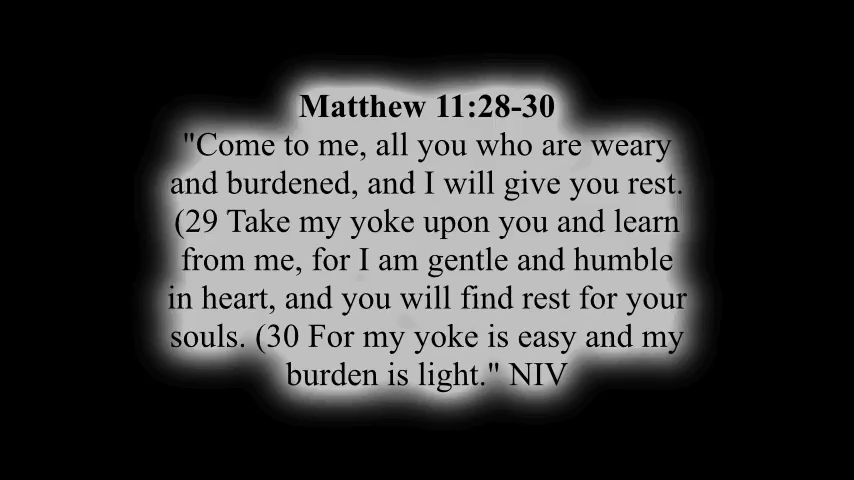 Matthew 11:28-30
"Come to me, all you who are weary
and burdened, and I will give you rest.
(29 Take my yoke upon you and learn
from me, for I am gentle and humble
in heart, and you will find rest for your
souls. (30 For my yoke is easy and my
burden is light." NIV